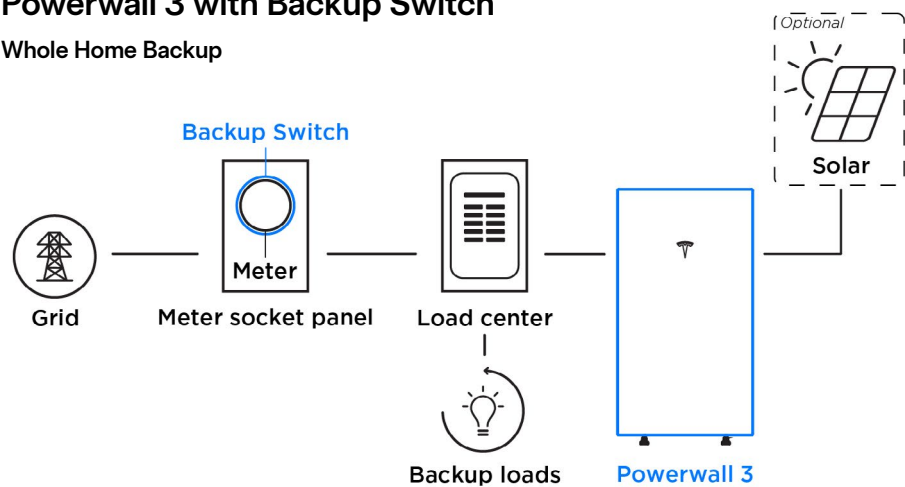 Powerwall 3 with Backup Switch
Whole Home Backup
Optional
Solar
Backup Switch
Meter
Grid
Meter socket panel
Load center
Backup loads
Powerwall 3